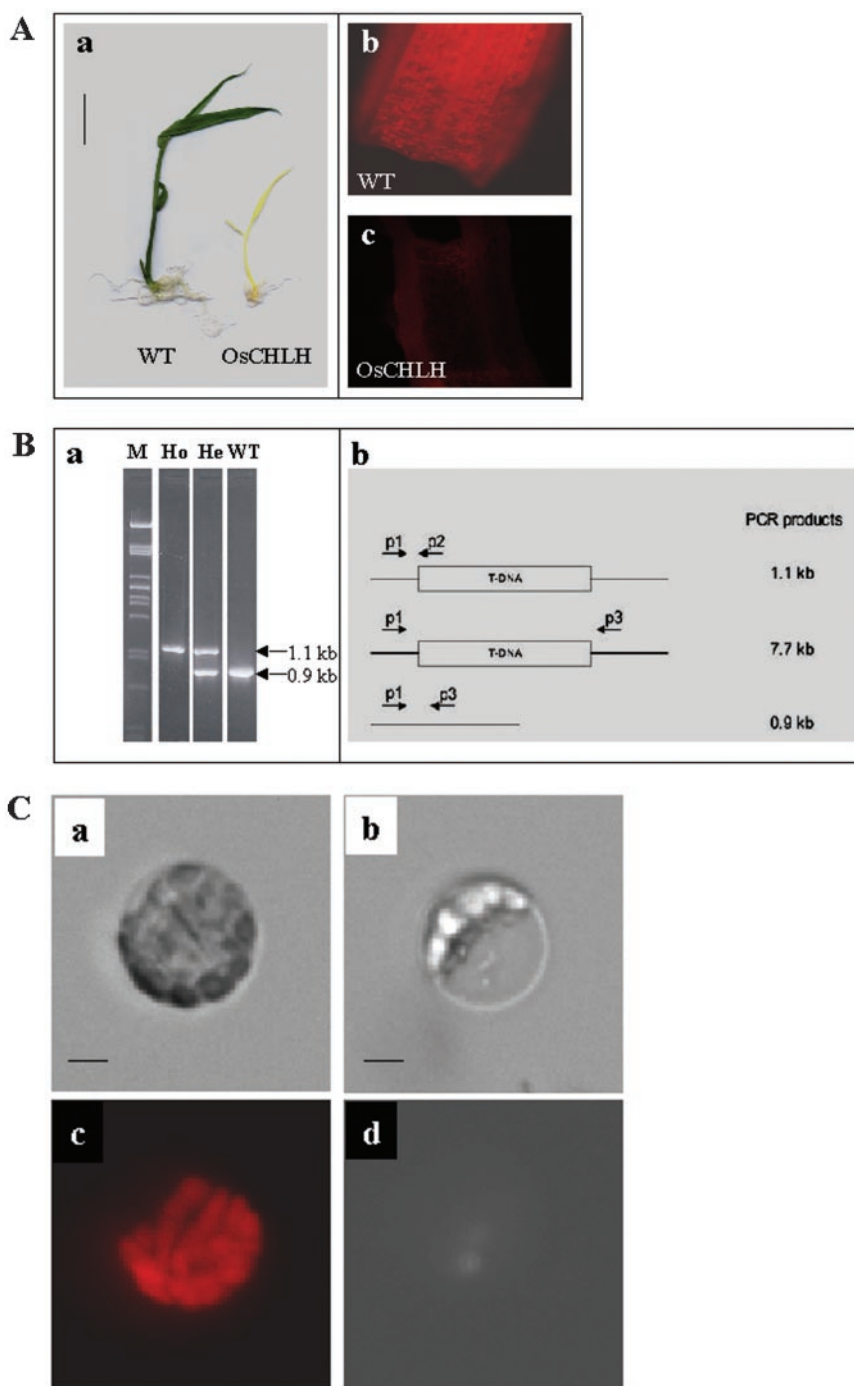 A
a
b
WT
c
WT OsCHLH
OsCHLH
B
a
M Ho He WT
1.1 kb
0.9 kb
b
PCR products
p1 p2
T-DNA
1.1 kb
p1
p3
T-DNA
7.7 kb
p1 p3
0.9 kb
C
a
b
c
d